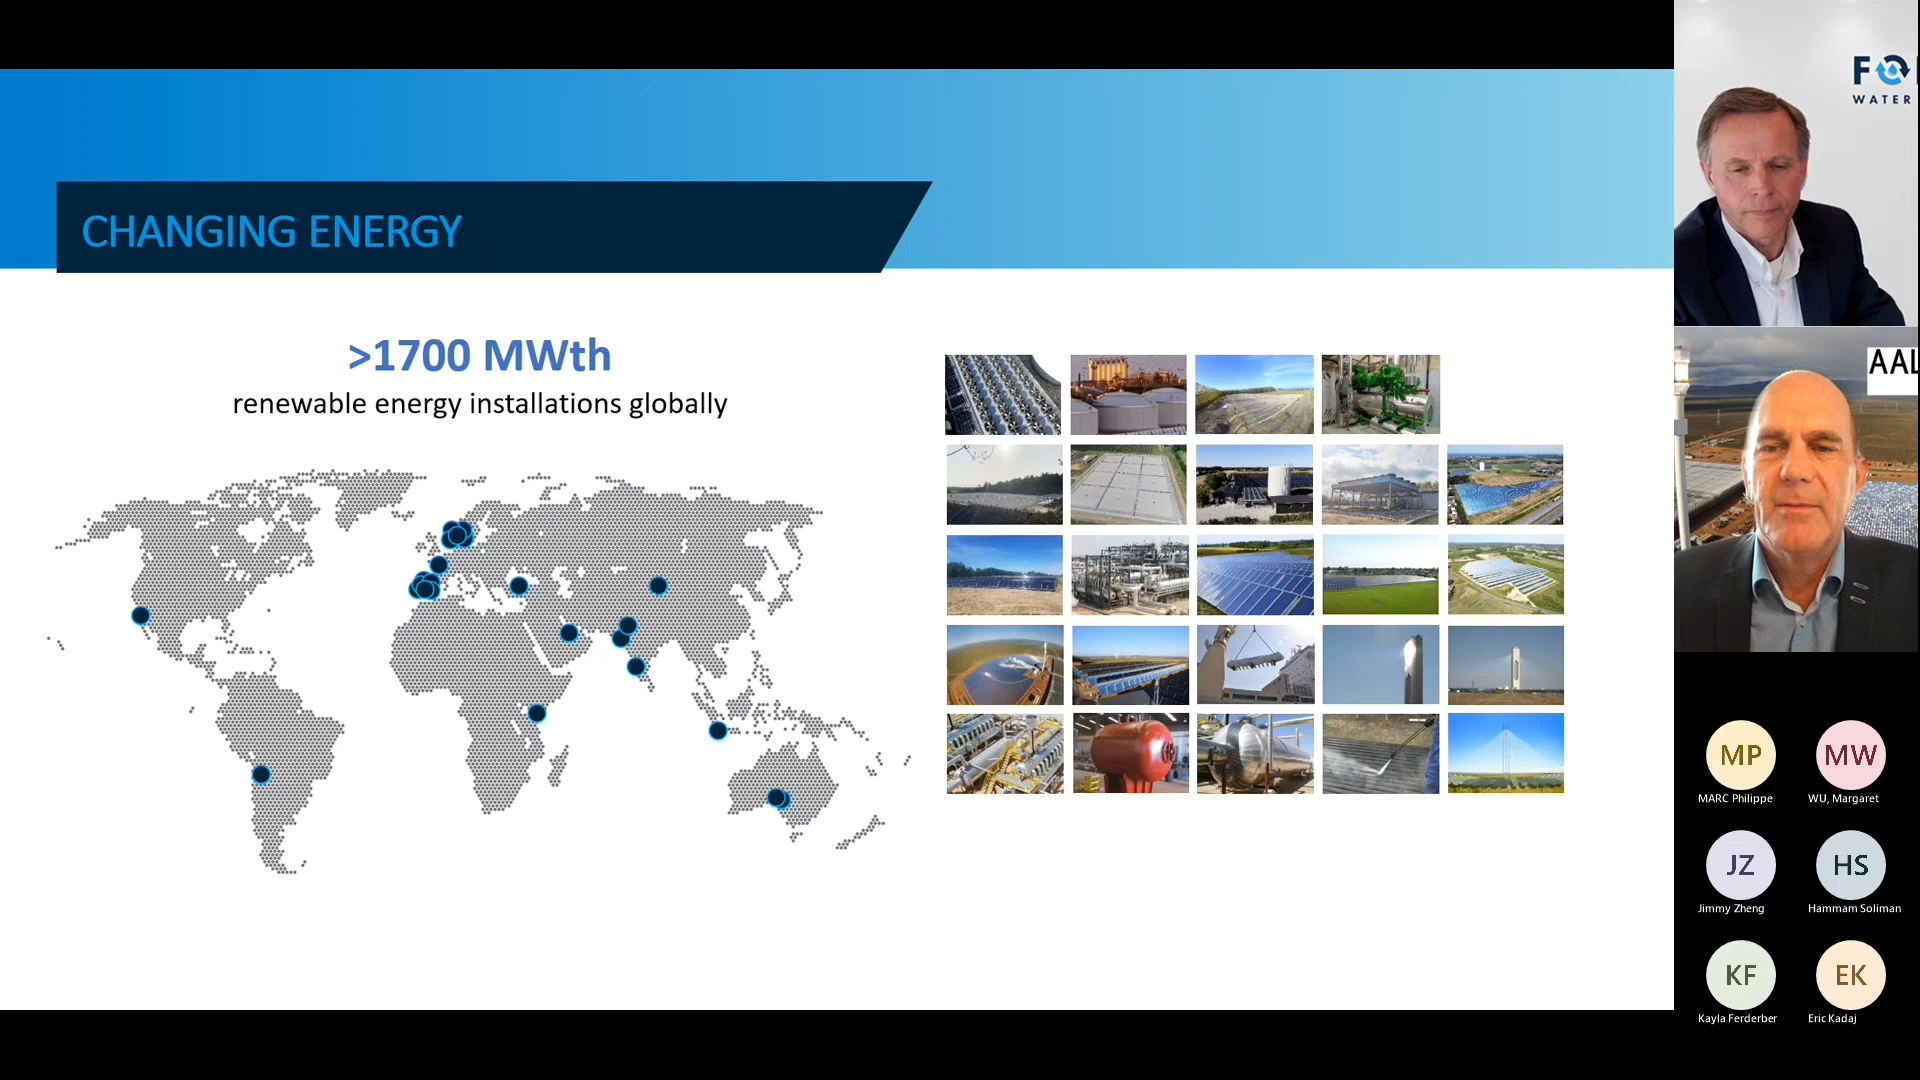 CHANGING ENERGY
>1700 MWth
renewable energy installations globally
WATER
AAL
MP
MARC Philippe
MW
WU, Margaret
JZ
Jimmy Zheng
HS
Hammam Soliman
KF
Kayla Ferderber
EK
Eric Kadaj